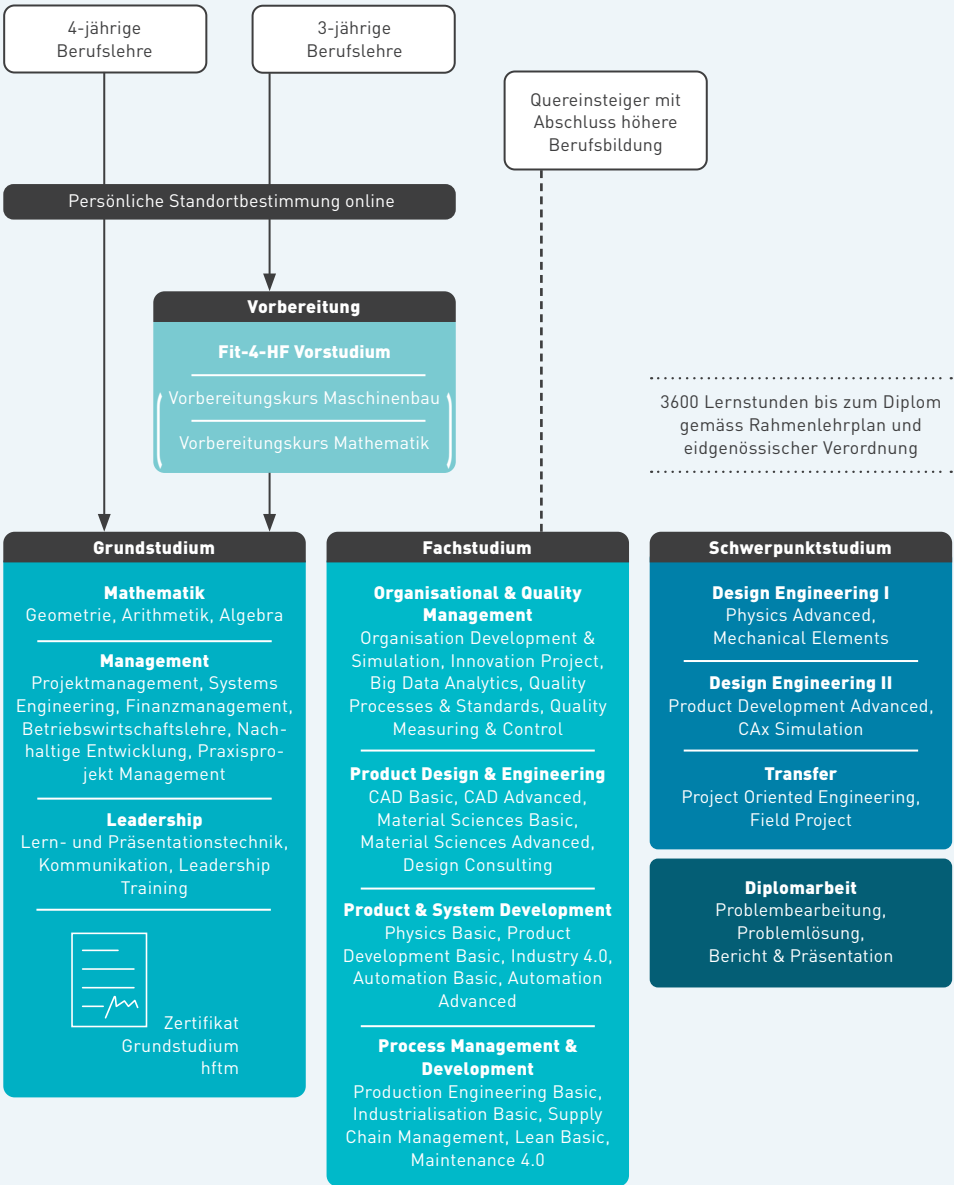 4-jährige
Berufslehre
3-jährige
Berufslehre
Quereinsteiger mit
Abschluss höhere
Berufsbildung
Persönliche Standortbestimmung online
Vorbereitung
Fit-4-HF Vorstudium
Vorbereitungskurs Maschinenbau
Vorbereitungskurs Mathematik
3600 Lernstunden bis zum Diplom
gemäss Rahmenlehrplan und
eidgenössischer Verordnung
Grundstudium
Mathematik
Geometrie, Arithmetik, Algebra
Management
Projektmanagement, Systems
Engineering, Finanzmanagement,
Betriebswirtschaftslehre, Nach-
haltige Entwicklung, Praxispro-
jekt Management
Leadership
Lern- und Präsentationstechnik,
Kommunikation, Leadership
Training
Zertifikat
Grundstudium
hftm
Fachstudium
Organisational & Quality
Management
Organisation Development &
Simulation, Innovation Project,
Big Data Analytics, Quality
Processes & Standards, Quality
Measuring & Control
Product Design & Engineering
CAD Basic, CAD Advanced,
Material Sciences Basic,
Material Sciences Advanced,
Design Consulting
Product & System Development
Physics Basic, Product
Development Basic, Industry 4.0,
Automation Basic, Automation
Advanced
Process Management &
Development
Production Engineering Basic,
Industrialisation Basic, Supply
Chain Management, Lean Basic,
Maintenance 4.0
Schwerpunktstudium
Design Engineering I
Physics Advanced,
Mechanical Elements
Design Engineering II
Product Development Advanced,
CAx Simulation
Transfer
Project Oriented Engineering,
Field Project
Diplomarbeit
Problembearbeitung,
Problemlösung,
Bericht & Präsentation